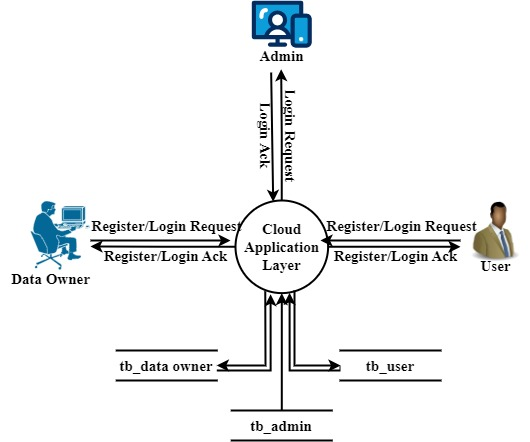 Admin
Login Request
Login Ack
Register/Login Request
Register/Login Ack
Data Owner
Cloud
Application
Layer
Register/Login Request
Register/Login Ack
User
tb_data owner
tb_user
tb_admin